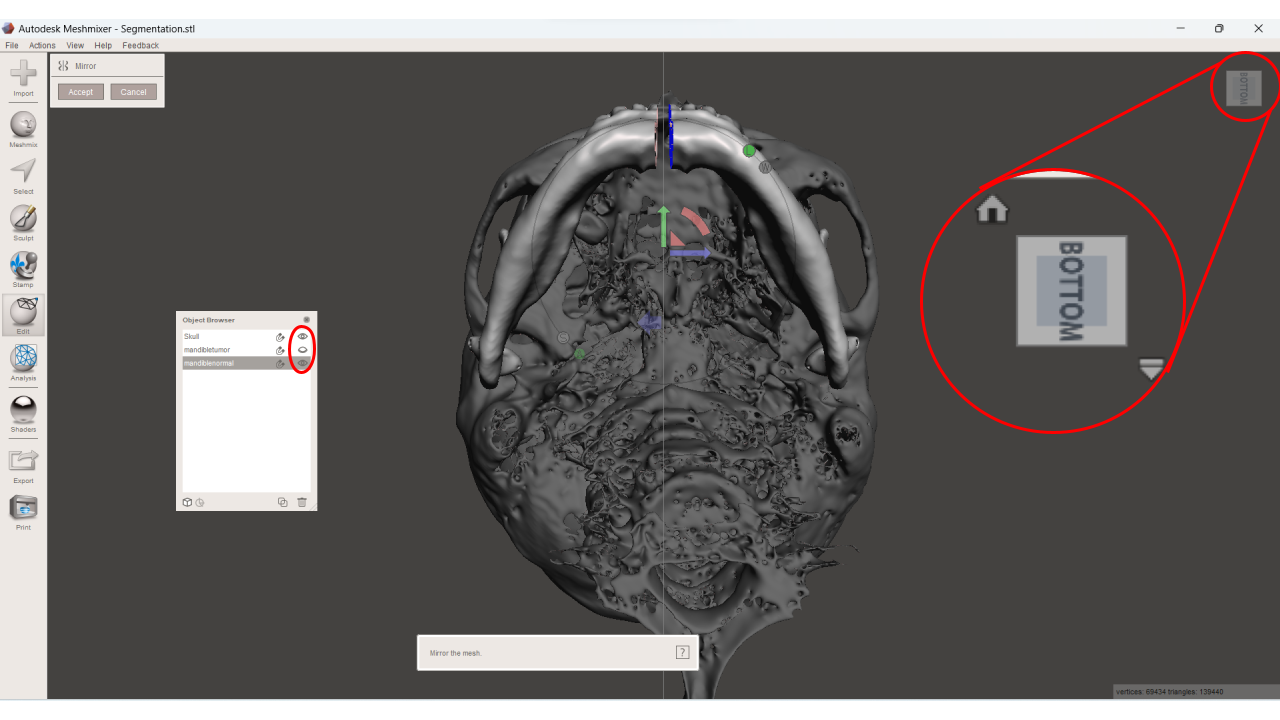 Autodesk Meshmixer - Segmentation.stl
File Actions View Help Feedback
Mirror
Accept Cancel
Import
Meshmix
Select
Sculpt
Stamp
Edit
Analysis
Shaders
Export
Print
Object Browser
Skull
mandibletumor
mandiblenormal
BOTTOM
BOTTOM
W
S
Mirror the mesh.
?
vertices: 69434 triangles: 138440